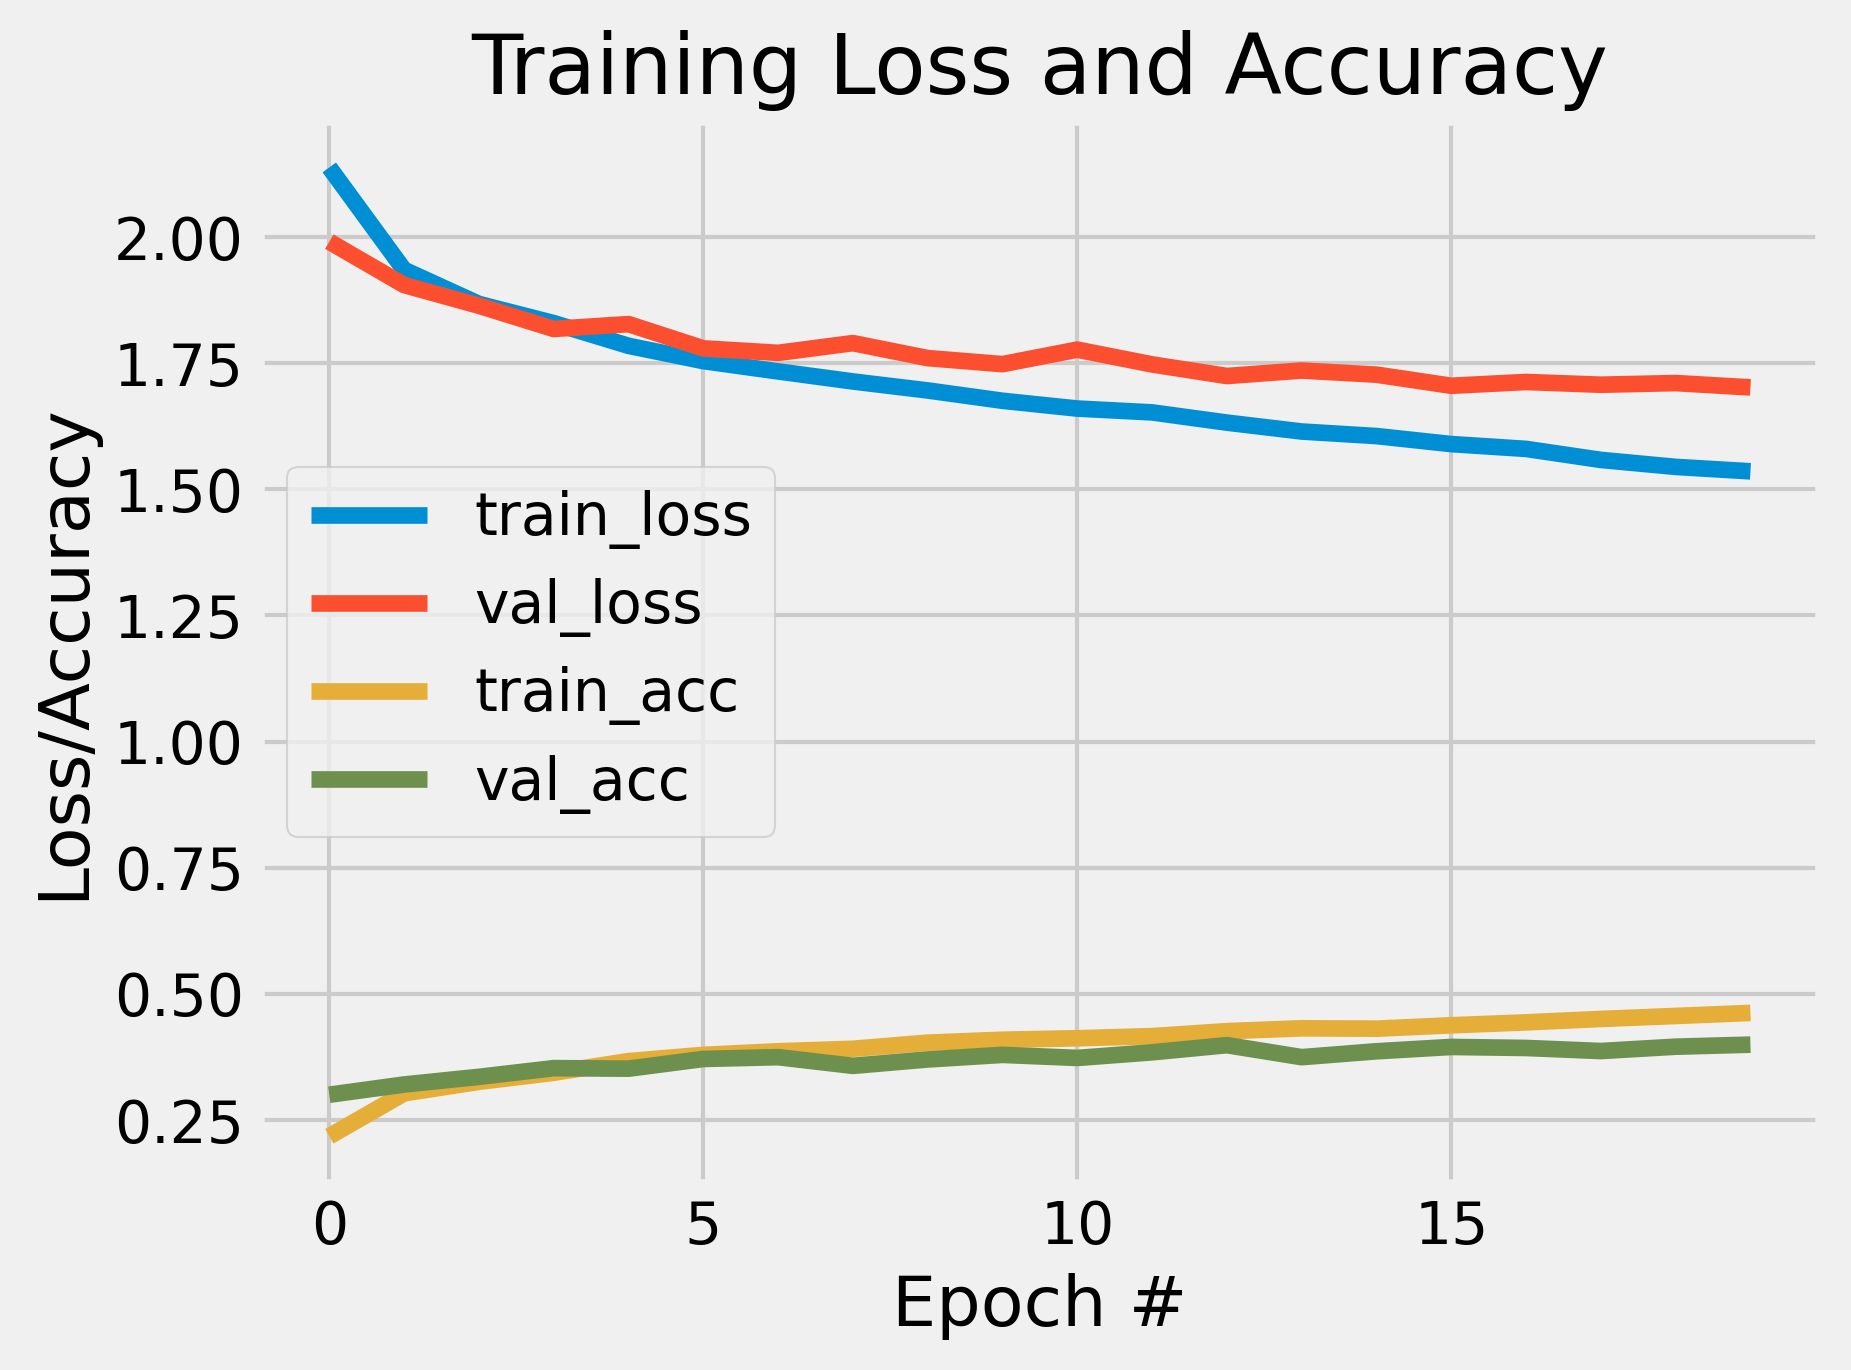 Training Loss and Accuracy
Loss/Accuracy
2.00
1.75
1.50
1.25
1.00
0.75
0.50
0.25
train_loss
val_loss
train_acc
val_acc
0 5 10 15
Epoch #